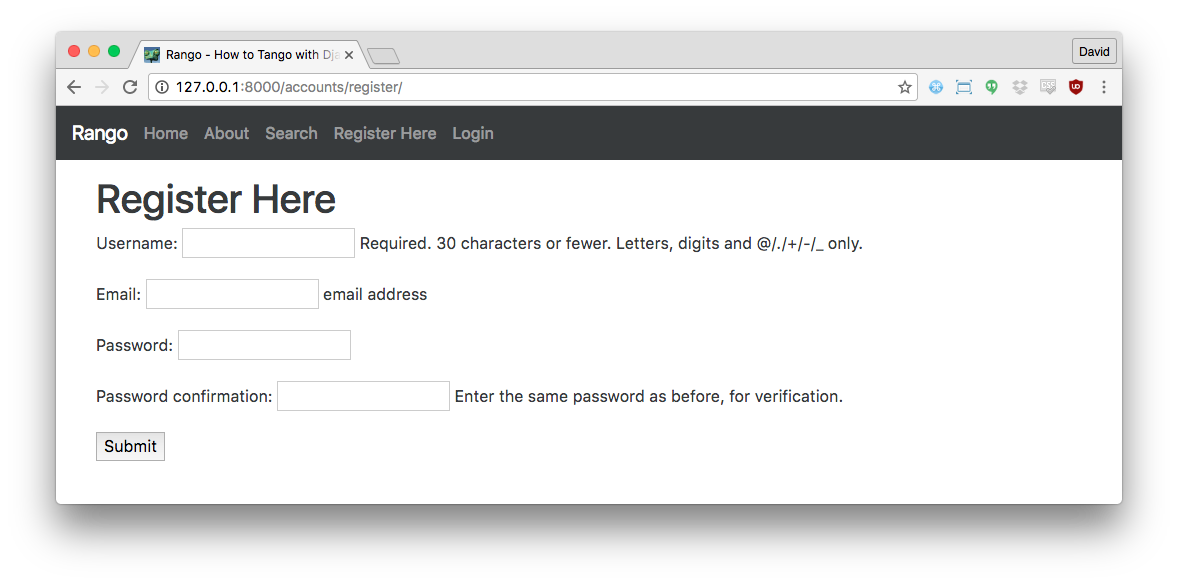 Rango - How to Tango with Dja
David
127.0.0.1:8000/accounts/register/
Rango Home About Search Register Here Login
Register Here
Username: Required. 30 characters or fewer. Letters, digits and @/./+/-/_ only.
Email: email address
Password:
Password confirmation: Enter the same password as before, for verification.
Submit